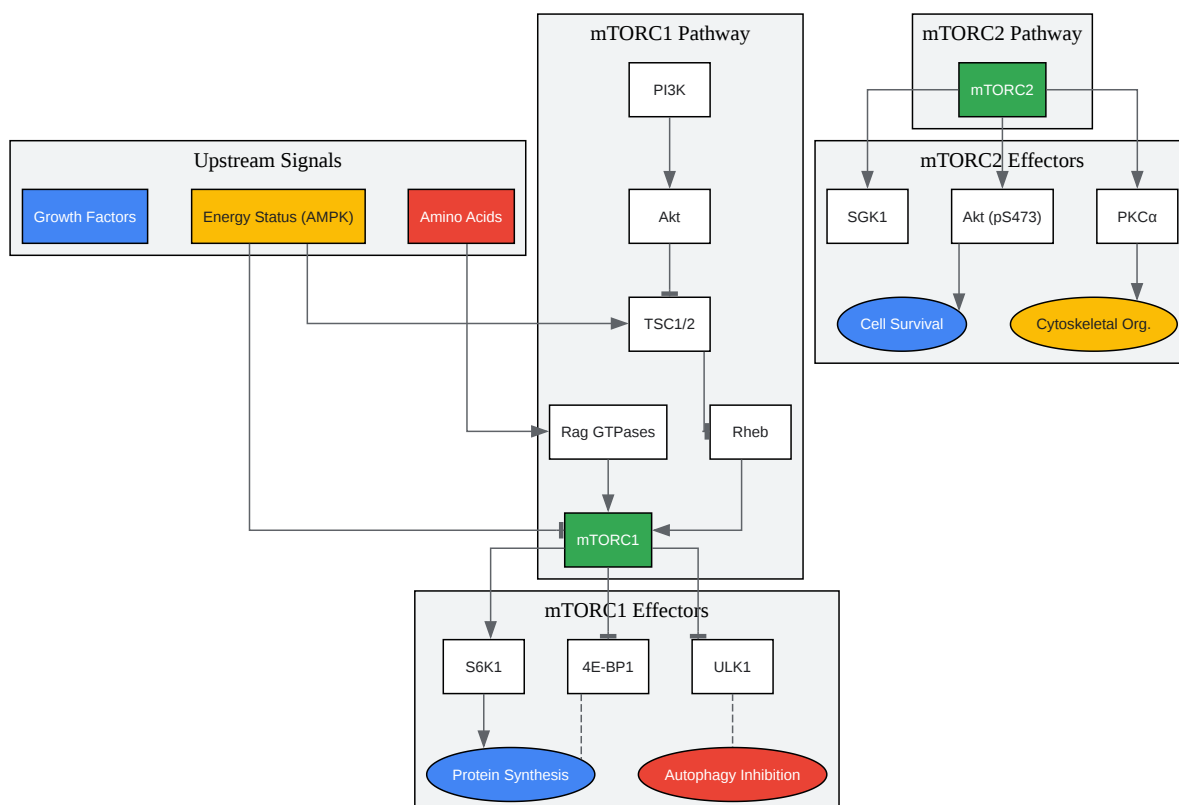 mTORC1 Pathway
PI3K
Akt
TSC1/2
Rag GTPases
Rheb
mTORC1
Upstream Signals
Growth Factors
Energy Status (AMPK)
Amino Acids
mTORC2 Pathway
mTORC2
mTORC2 Effectors
SGK1
Akt (pS473)
PKCα
Cell Survival
Cytoskeletal Org.
mTORC1 Effectors
S6K1
4E-BP1
ULK1
Protein Synthesis
Autophagy Inhibition